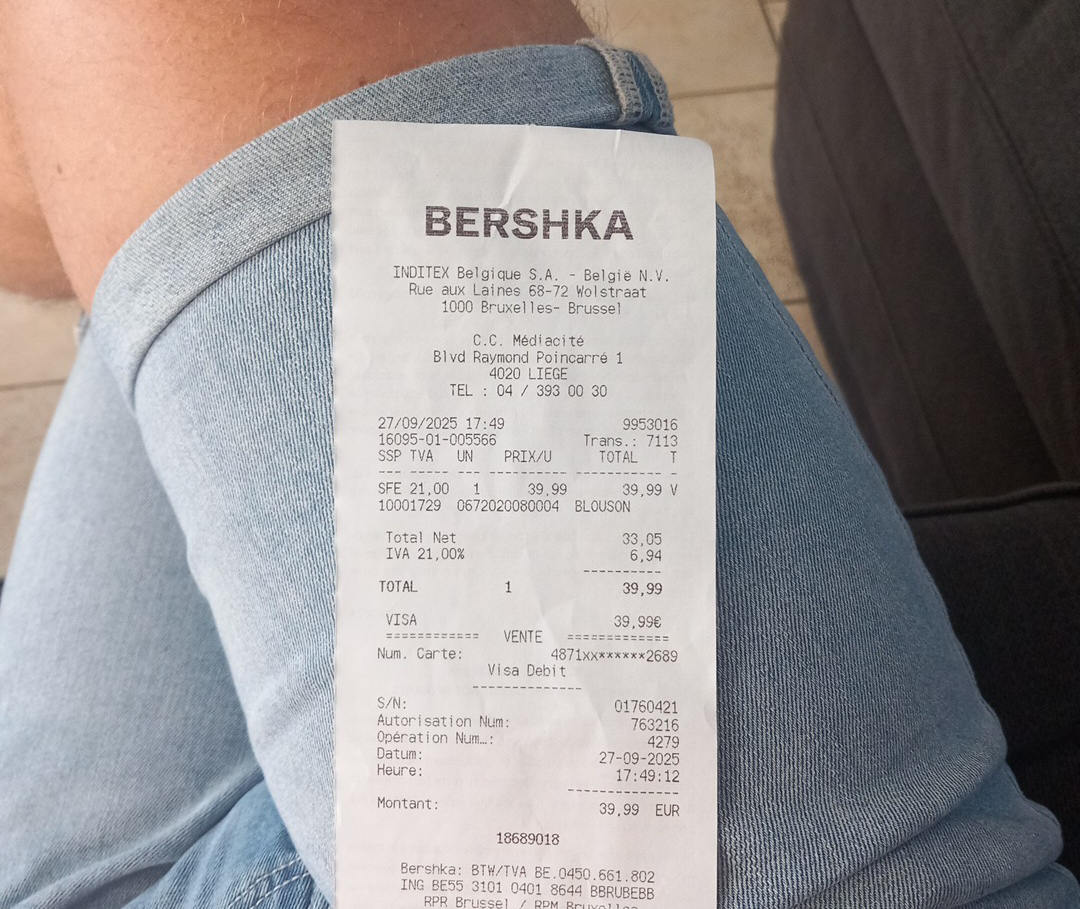 BERSHKA
INDITEX Belgique S.A. - België N.V.
Rue aux Laines 68-72 Wolstraat
1000 Bruxelles- Brussel
C.C. Médiacité
Blvd Raymond Poincarré 1
4020 LIEGE
TEL : 04 / 393 00 30
27/09/2025 17:49 9953016
16095-01-005566 Trans.: 7113
SSP TVA UN PRIX/U TOTAL T
--- ----- --- -------- ----------- -
SFE 21,00 1 39,99 39,99 V
10001729 0672020080004 BLOUSON
Total Net 33,05
IVA 21,00% 6,94
----------
TOTAL 1 39,99
VISA 39,99€
============ VENTE =============
Num. Carte: 4871xx******2689
Visa Debit
--------------
S/N: 01760421
Autorisation Num: 763216
Opération Num…: 4279
Datum: 27-09-2025
Heure: 17:49:12
--------------
Montant: 39,99 EUR
18689018
Bershka: BTW/TVA BE.0450.661.802
ING BE55 3101 0401 8644 BBRUBEBB
RPR Brussel / RPM Bruxelles